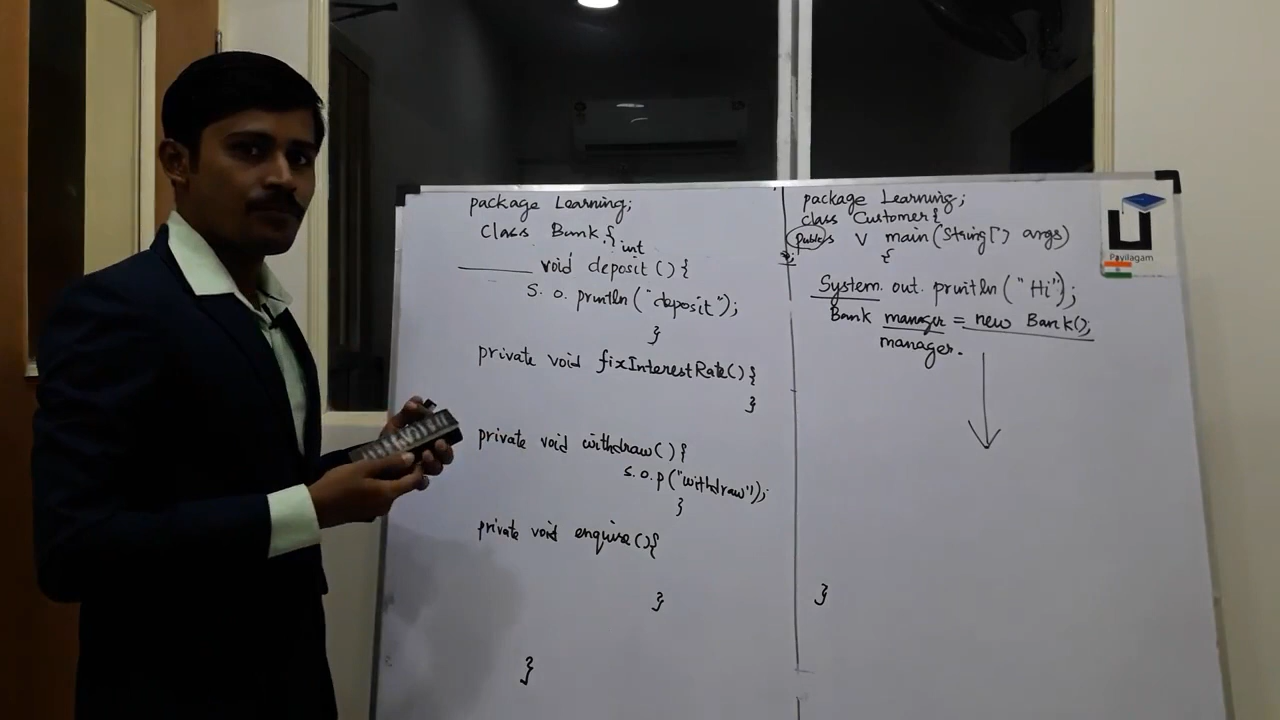 package Learning;
Class Bank {
int
void deposit () {
S. o. println ("deposit");
}
private void fixInterestRate() {
}
private void withdraw() {
s. o. p ("withdraw");
}
private void enquire() {
}
}
package Learning;
class Customer {
public s v main (String[] args)
{
System. out. println ("Hi");
Bank manager = new Bank();
manager.
}
Payilagam